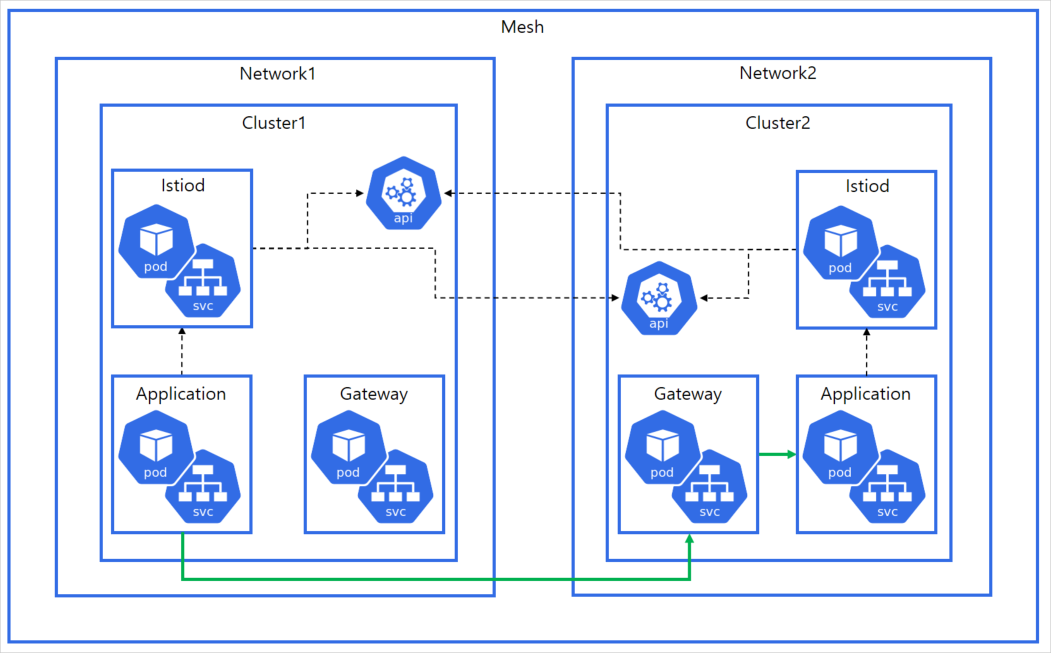 Mesh
Network1
Network2
Cluster1
Cluster2
Istiod
pod
svc
api
api
Istiod
pod
svc
Application
pod
svc
Gateway
pod
svc
Gateway
pod
svc
Application
pod
svc